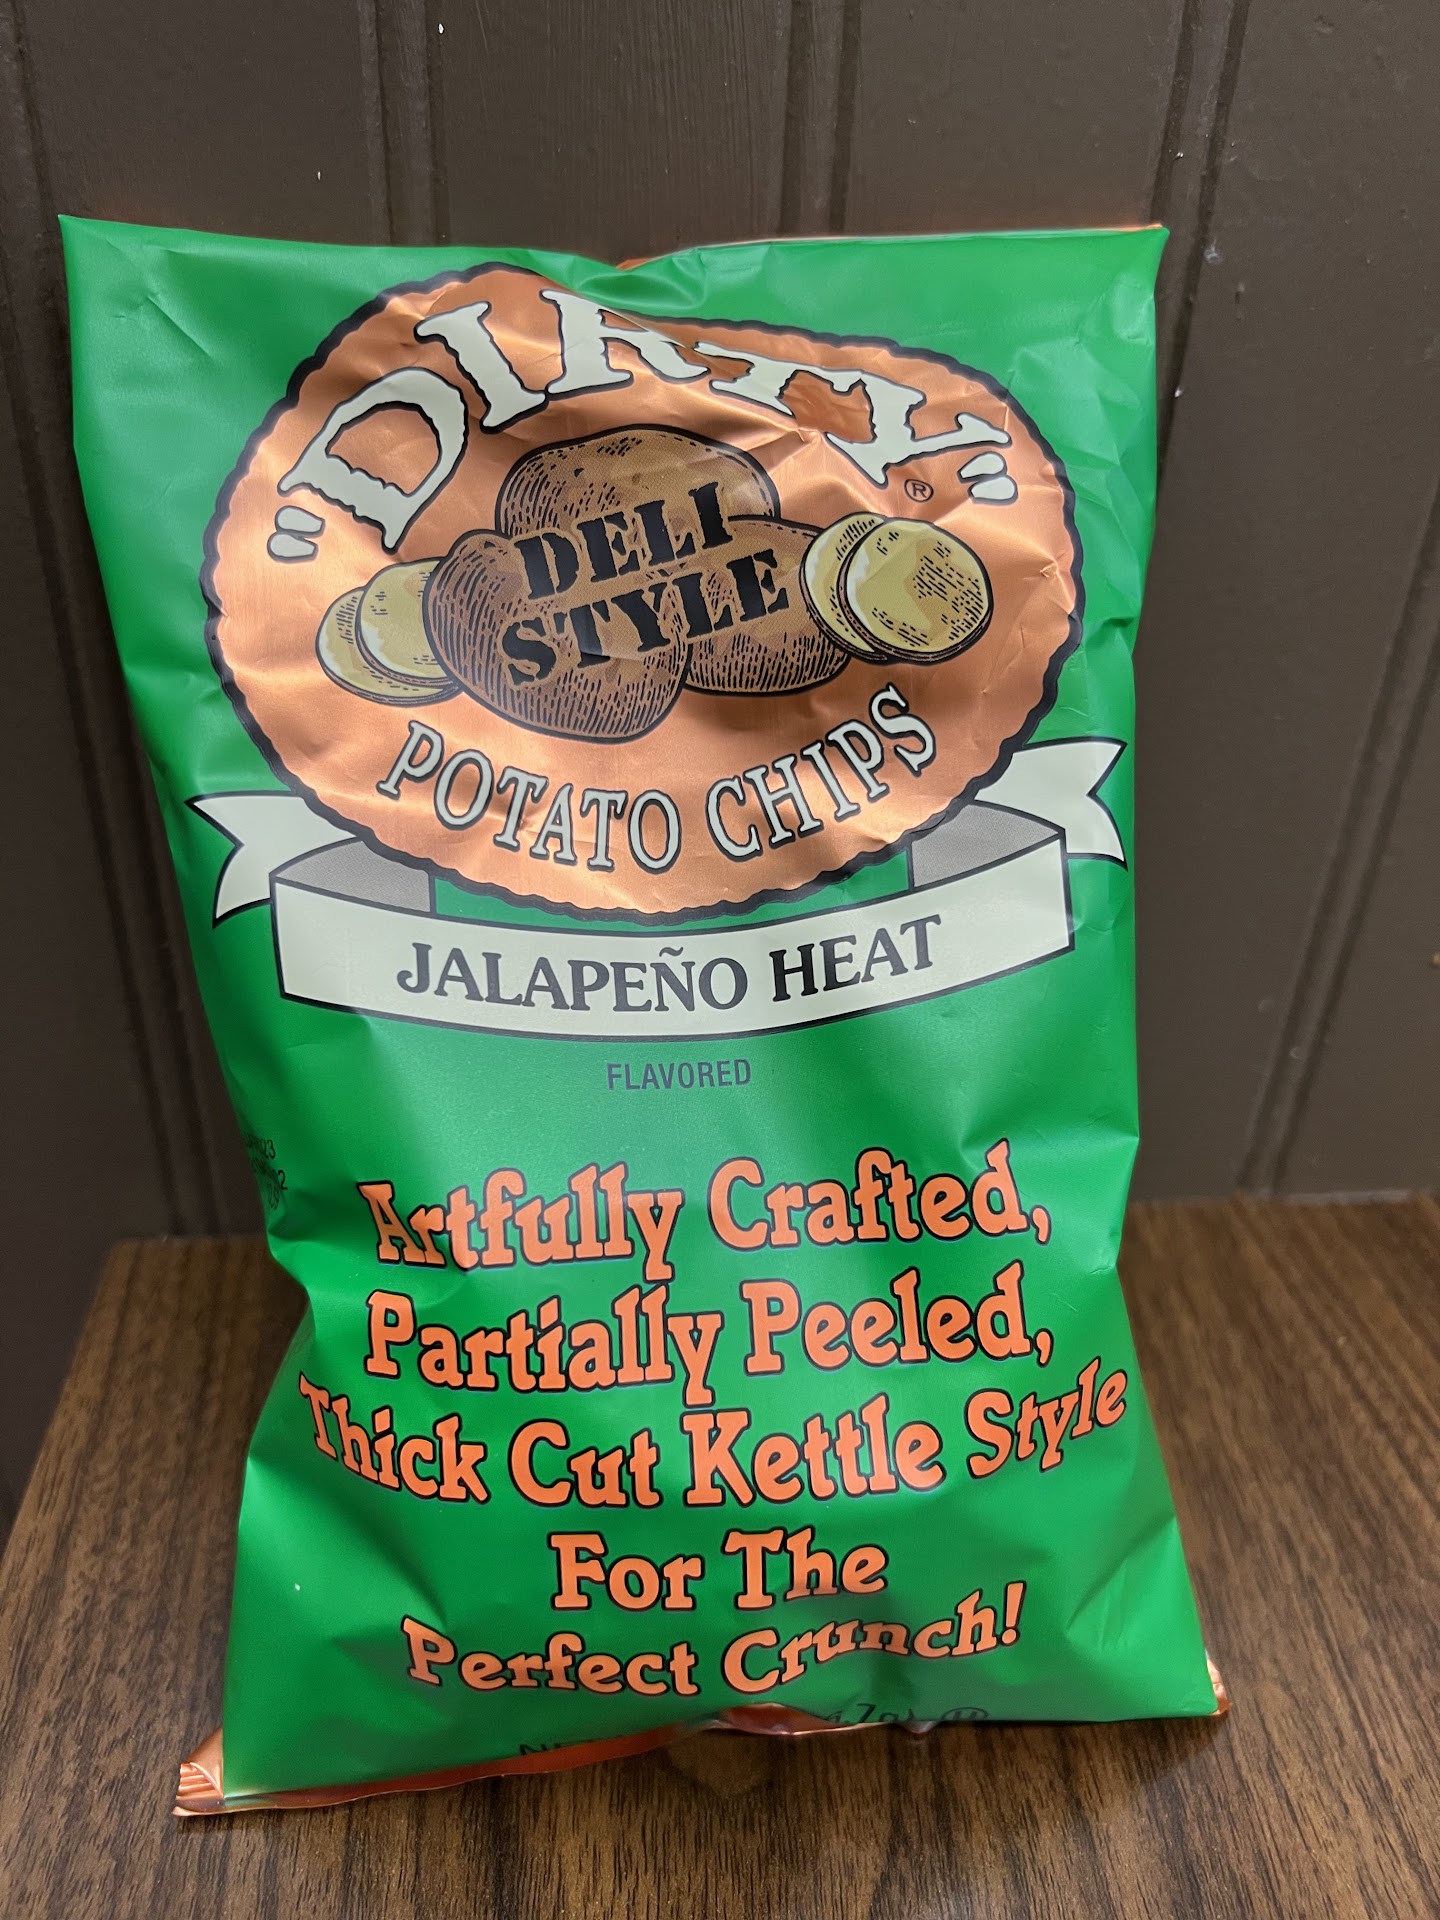 "DIRTY"®
DELI
STYLE
POTATO CHIPS
JALAPEÑO HEAT
FLAVORED
Artfully Crafted,
Partially Peeled,
Thick Cut Kettle Style
For The
Perfect Crunch!